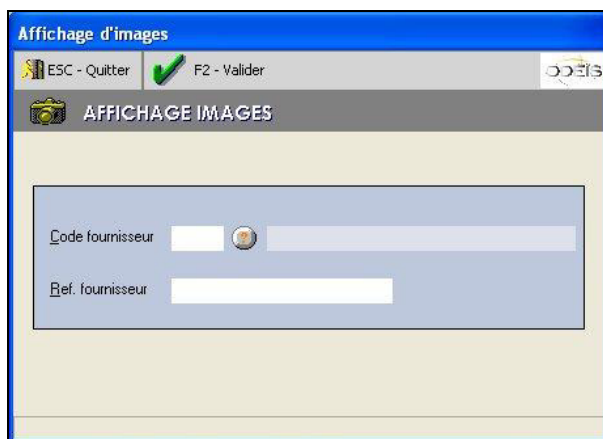 Affichage d'images
ESC - Quitter F2 - Valider
AFFICHAGE IMAGES
Code fournisseur ?
Ref. fournisseur